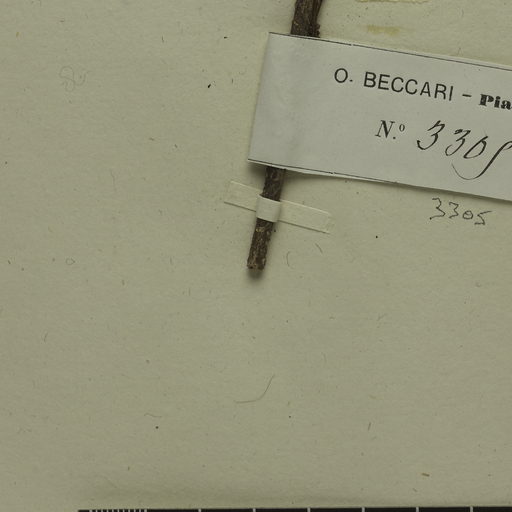 O. BECCARI – Pia
N.º 3305
3305